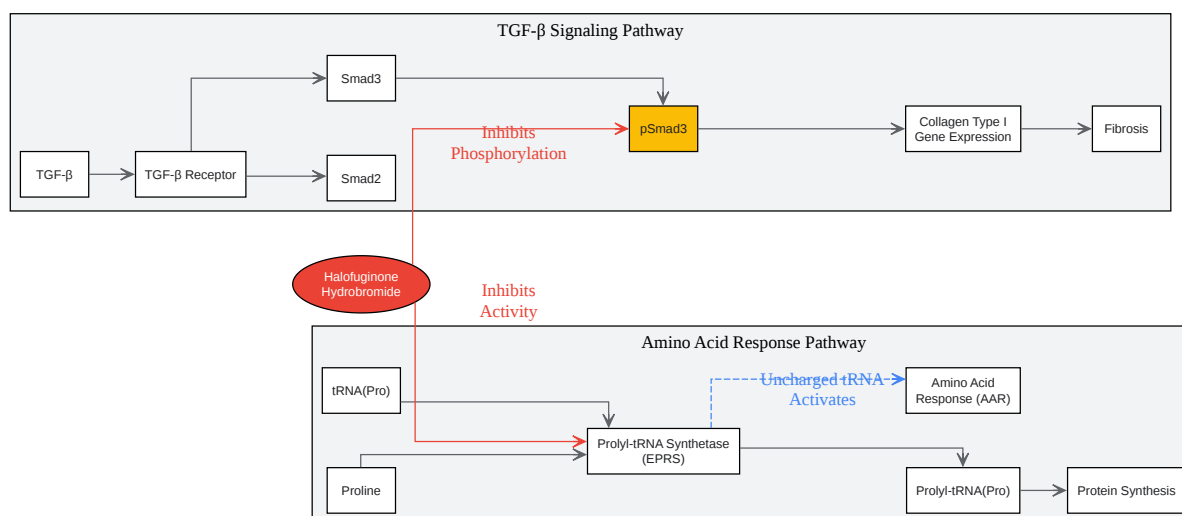 TGF-β Signaling Pathway
Smad3
pSmad3
Collagen Type I
Gene Expression
Fibrosis
Inhibits
Phosphorylation
TGF-β
TGF-β Receptor
Smad2
Halofuginone
Hydrobromide
Inhibits
Activity
Amino Acid Response Pathway
tRNA(Pro)
Uncharged tRNA
Activates
Amino Acid
Response (AAR)
Prolyl-tRNA Synthetase
(EPRS)
Proline
Prolyl-tRNA(Pro)
Protein Synthesis